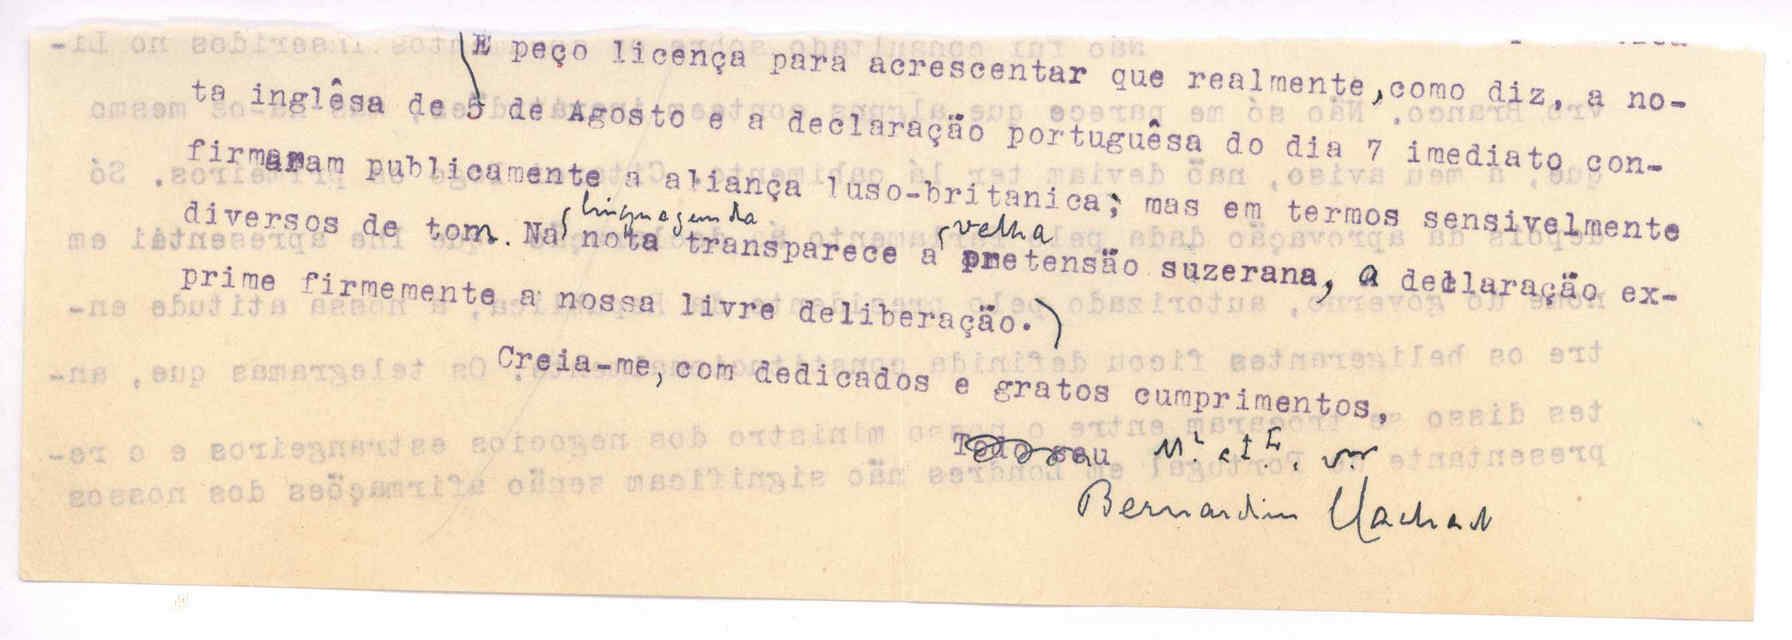 E peço licença para acrescentar que realmente, como diz, a no-
ta inglêsa de 5 de Agosto e a declaração portuguêsa do dia 7 imediato con-
firmaram publicamente a aliança luso-britanica; mas em termos sensivelmente
linguagem da velha
diversos de tom. Na nota transparece a pretensão suzerana, a declaração ex-
prime firmemente a nossa livre deliberação.
Creia-me, com dedicados e gratos cumprimentos,
Todo seu
Bernardino Machado